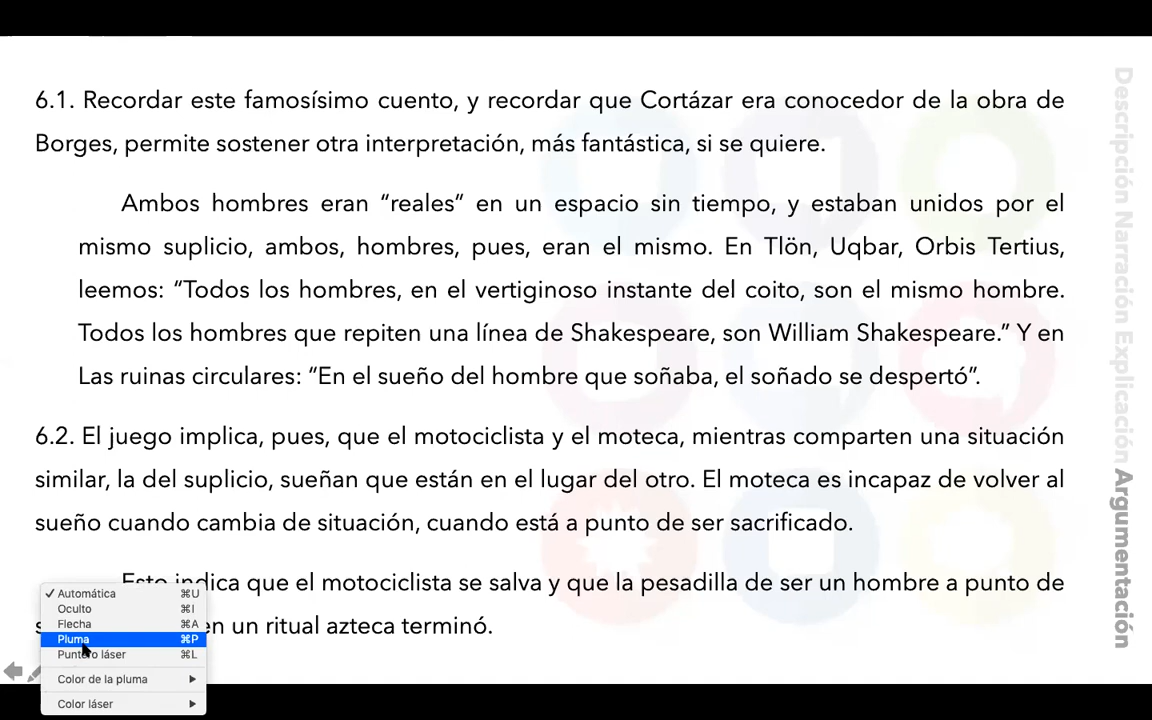 6.1. Recordar este famosísimo cuento, y recordar que Cortázar era conocedor de la obra de
Borges, permite sostener otra interpretación, más fantástica, si se quiere.
Ambos hombres eran “reales” en un espacio sin tiempo, y estaban unidos por el
mismo suplicio, ambos, hombres, pues, eran el mismo. En Tlön, Uqbar, Orbis Tertius,
leemos: “Todos los hombres, en el vertiginoso instante del coito, son el mismo hombre.
Todos los hombres que repiten una línea de Shakespeare, son William Shakespeare.” Y en
Las ruinas circulares: “En el sueño del hombre que soñaba, el soñado se despertó”.
6.2. El juego implica, pues, que el motociclista y el moteca, mientras comparten una situación
similar, la del suplicio, sueñan que están en el lugar del otro. El moteca es incapaz de volver al
sueño cuando cambia de situación, cuando está a punto de ser sacrificado.
Esto indica que el motociclista se salva y que la pesadilla de ser un hombre a punto de
en un ritual azteca terminó.
✓ Automática ⌘U
Oculto ⌘I
Flecha ⌘A
Pluma ⌘P
Puntero láser ⌘L
Color de la pluma
Color láser
Descripción Narración Explicación Argumentación